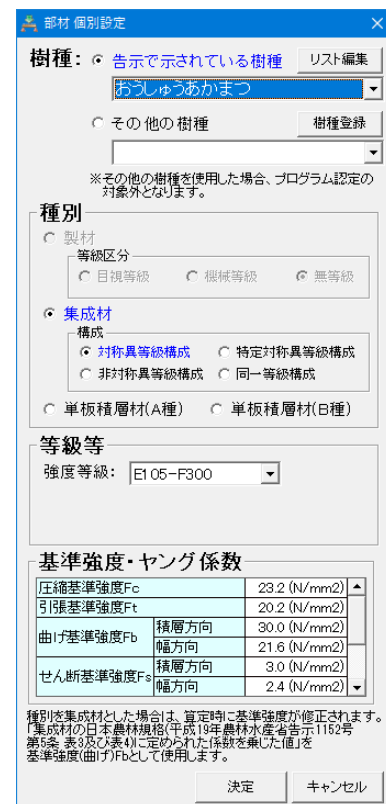 部材 個別設定
樹種: 告示で示されている樹種 リスト編集
おうしゅうあかまつ
その他の樹種 樹種登録
※その他の樹種を使用した場合、プログラム認定の
対象外となります。
種別
製材
等級区分
目視等級 機械等級 無等級
集成材
構成
対称異等級構成 特定対称異等級構成
非対称異等級構成 同一等級構成
単板積層材(A種) 単板積層材(B種)
等級等
強度等級: E105-F300
基準強度・ヤング係数
圧縮基準強度Fc 23.2 (N/mm2)
引張基準強度Ft 20.2 (N/mm2)
曲げ基準強度Fb 積層方向 30.0 (N/mm2)
幅方向 21.6 (N/mm2)
せん断基準強度Fs 積層方向 3.0 (N/mm2)
幅方向 2.4 (N/mm2)
種別を集成材とした場合は、算定時に基準強度が修正されます。
「集成材の日本農林規格(平成19年農林水産省告示1152号
第5条 表3及び表4)に定められた係数を乗じた値」を
基準強度(曲げ)Fbとして使用します。
決定 キャンセル